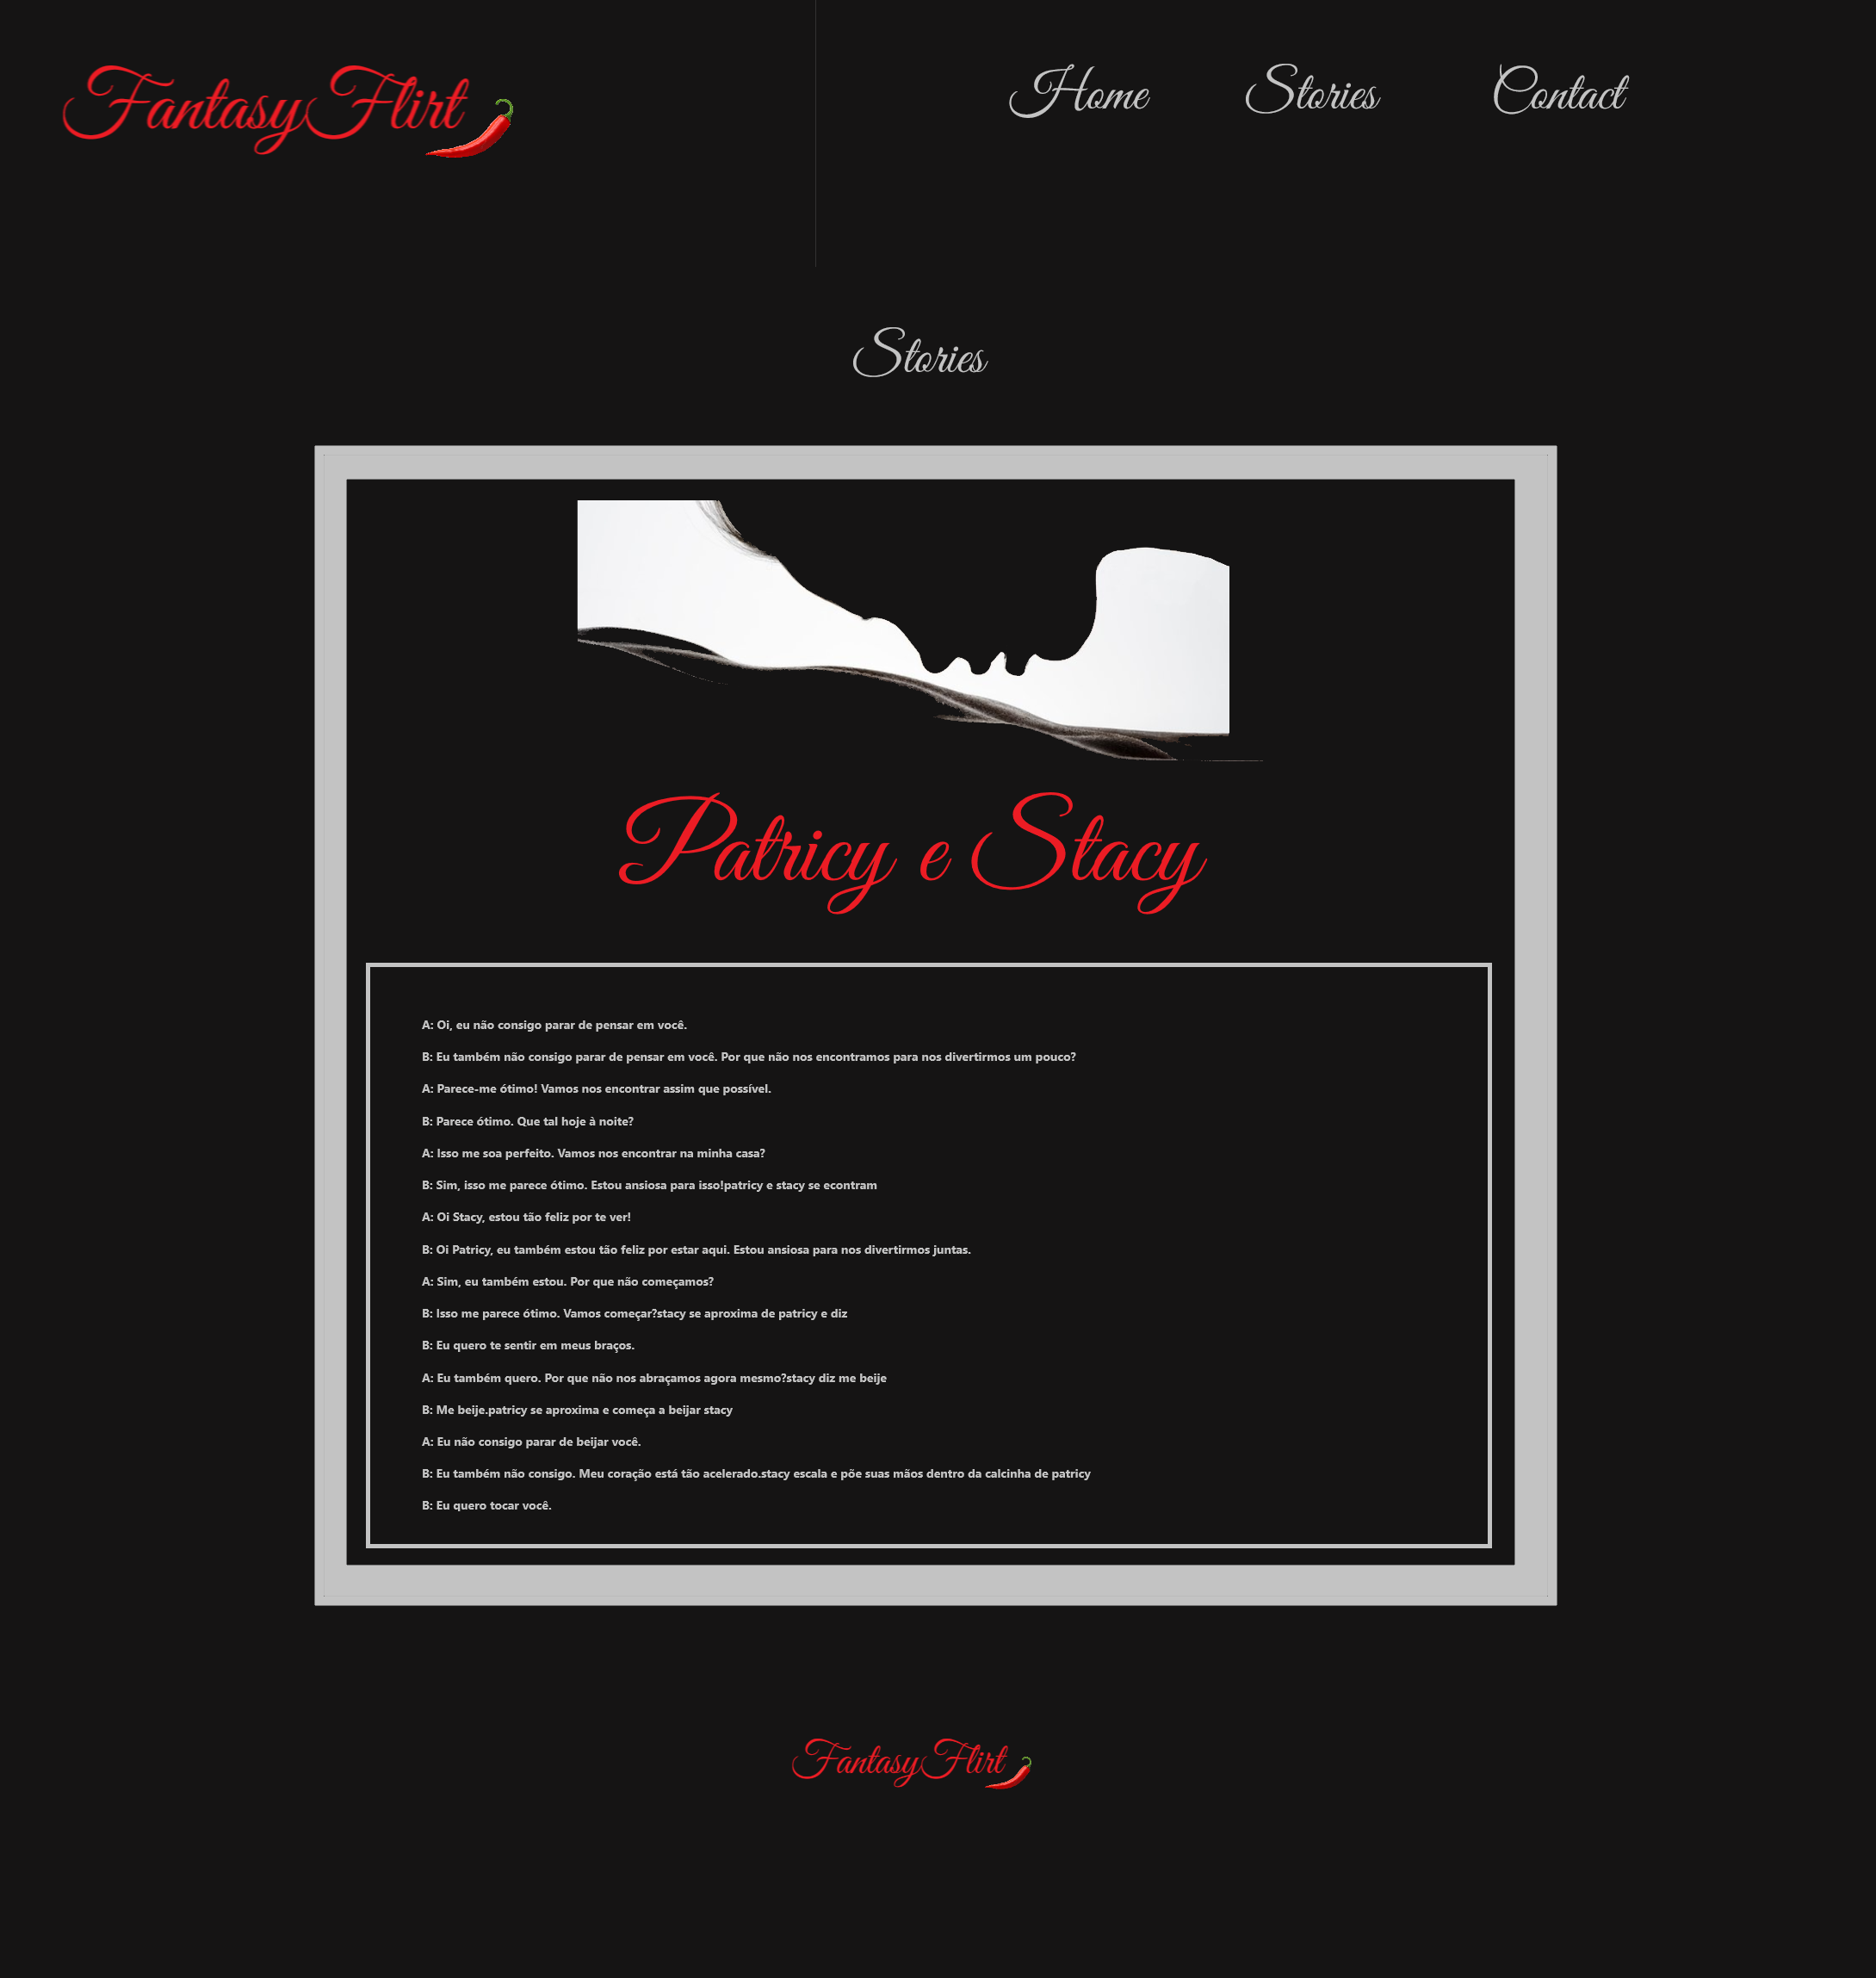 FantasyFlirt
Home Stories Contact
Stories
Patricy e Stacy
A: Oi, eu não consigo parar de pensar em você.
B: Eu também não consigo parar de pensar em você. Por que não nos encontramos para nos divertirmos um pouco?
A: Parece-me ótimo! Vamos nos encontrar assim que possível.
B: Parece ótimo. Que tal hoje à noite?
A: Isso me soa perfeito. Vamos nos encontrar na minha casa?
B: Sim, isso me parece ótimo. Estou ansiosa para isso!patricy e stacy se econtram
A: Oi Stacy, estou tão feliz por te ver!
B: Oi Patricy, eu também estou tão feliz por estar aqui. Estou ansiosa para nos divertirmos juntas.
A: Sim, eu também estou. Por que não começamos?
B: Isso me parece ótimo. Vamos começar?stacy se aproxima de patricy e diz
B: Eu quero te sentir em meus braços.
A: Eu também quero. Por que não nos abraçamos agora mesmo?stacy diz me beije
B: Me beije.patricy se aproxima e começa a beijar stacy
A: Eu não consigo parar de beijar você.
B: Eu também não consigo. Meu coração está tão acelerado.stacy escala e põe suas mãos dentro da calcinha de patricy
B: Eu quero tocar você.
FantasyFlirt